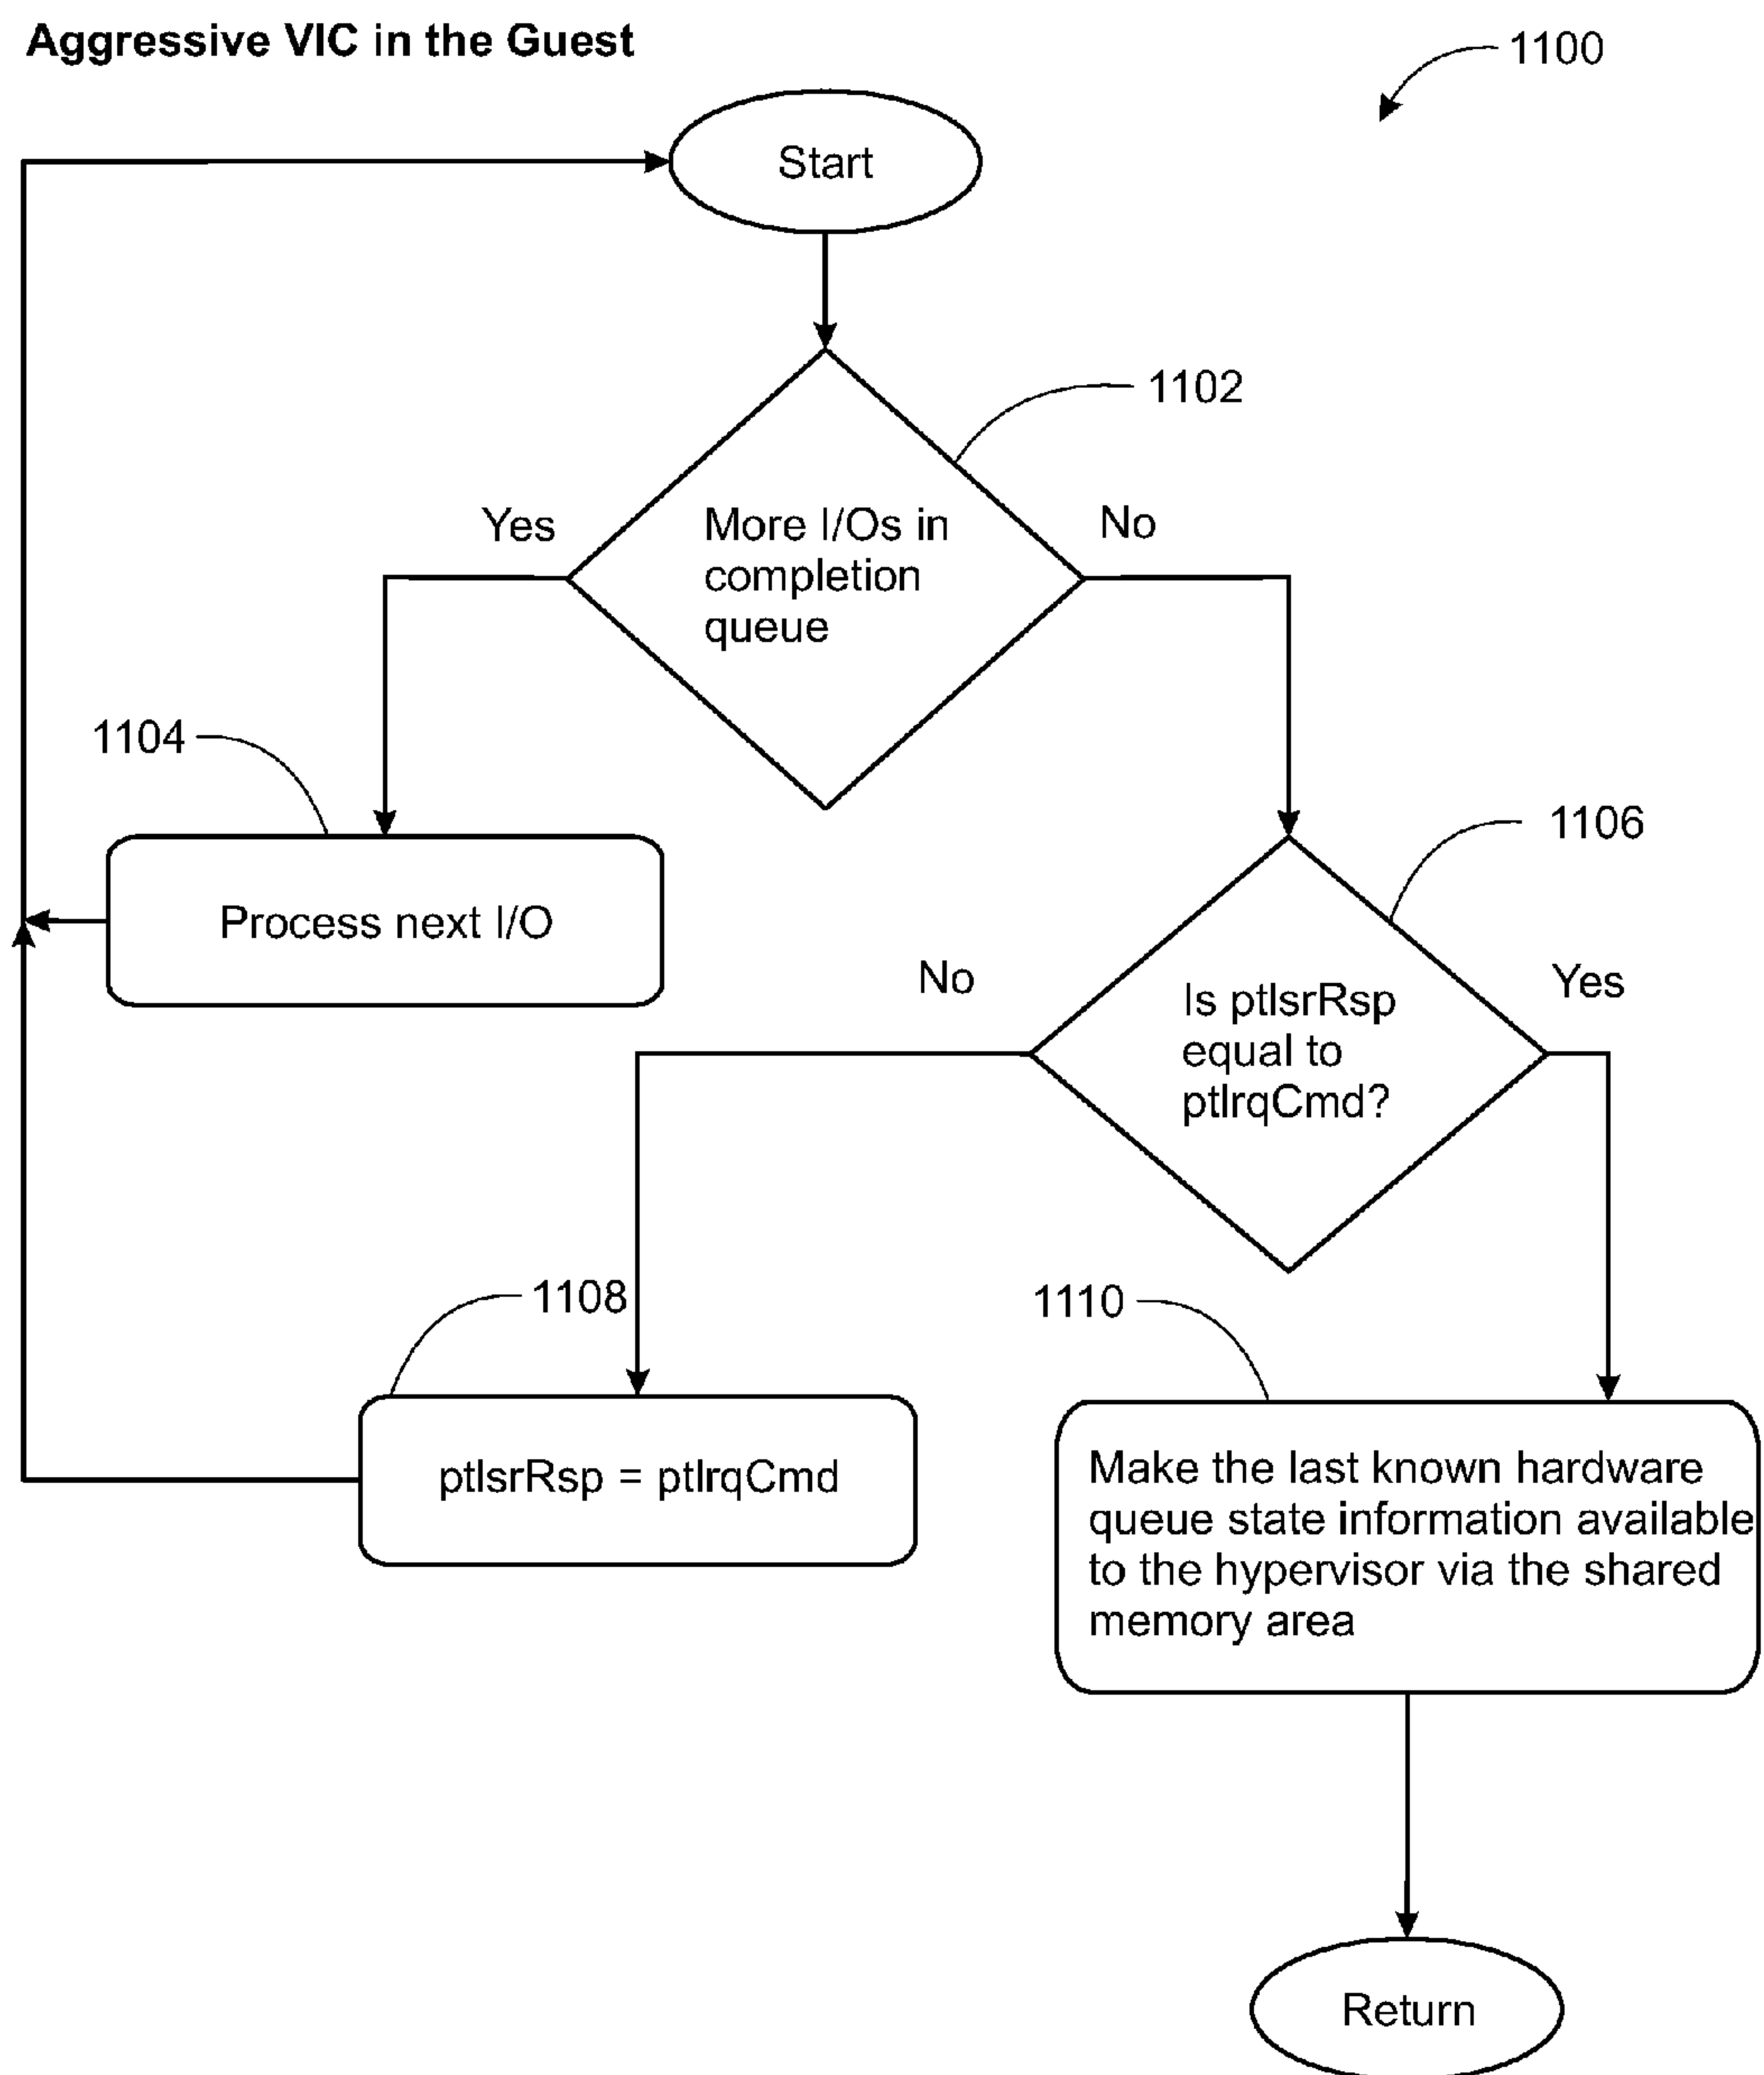 Aggressive VIC in the Guest
1100
Start
1102
Yes
More I/Os in
completion
queue
No
1104
1106
Process next I/O
No
Is ptIsrRsp
equal to
ptIrqCmd?
Yes
1108
1110
ptIsrRsp = ptIrqCmd
Make the last known hardware
queue state information available
to the hypervisor via the shared
memory area
Return